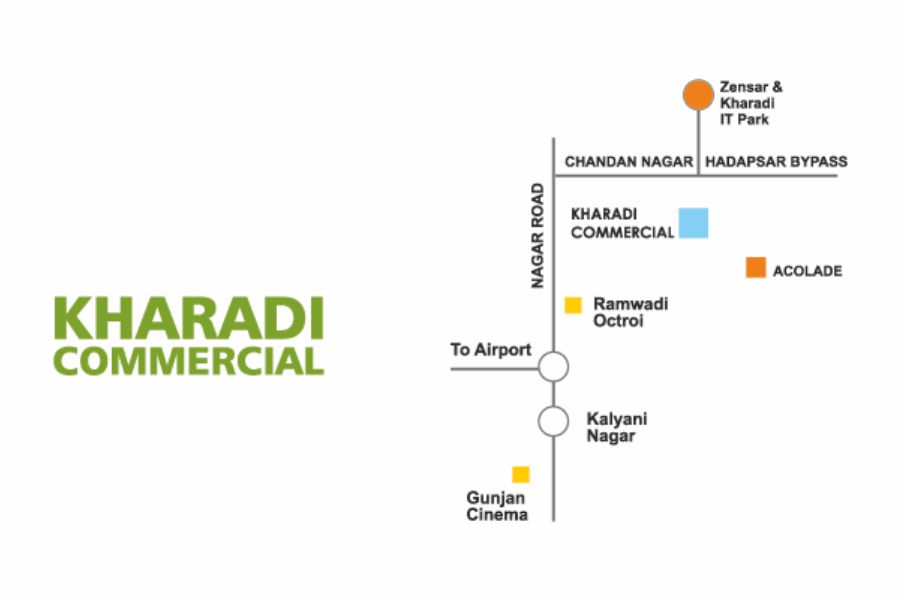 KHARADI
COMMERCIAL
Zensar &
Kharadi
IT Park
CHANDAN NAGAR
HADAPSAR BYPASS
NAGAR ROAD
KHARADI
COMMERCIAL
ACOLADE
Ramwadi
Octroi
To Airport
Kalyani
Nagar
Gunjan
Cinema